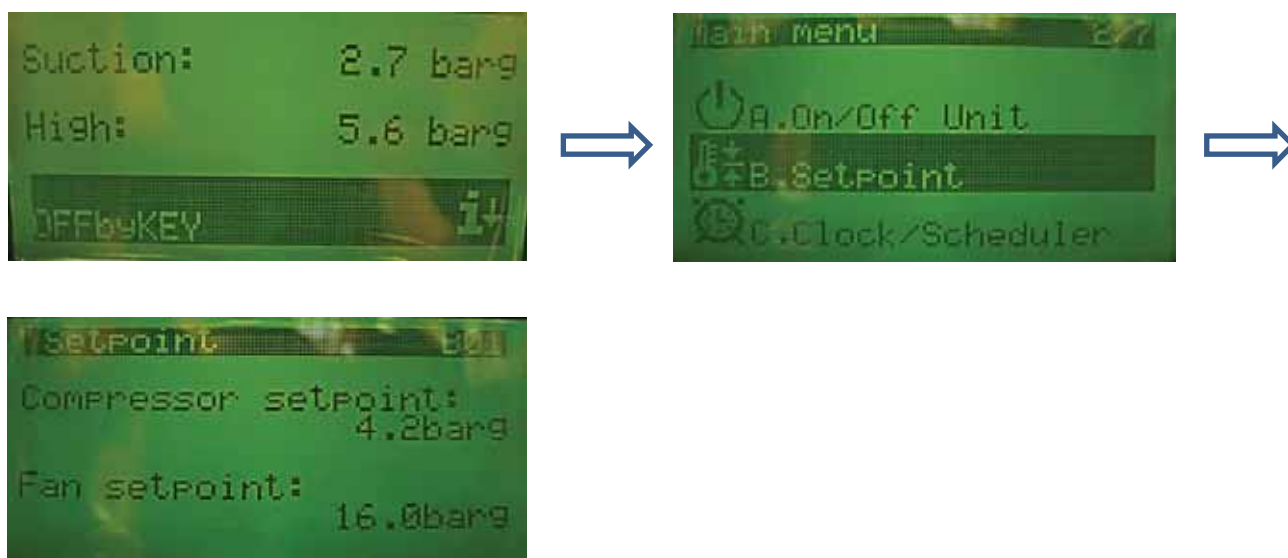 Suction: 2.7 barg
High: 5.6 barg
OFFbyKEY
Main menu 2/7
A.On/Off Unit
B.Setpoint
C.Clock/Scheduler
Setpoint B01
Compressor setpoint:
4.2barg
Fan setpoint:
16.0barg